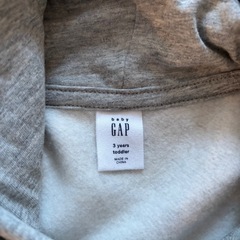 baby
GAP
3 years
toddler
MADE IN
CHINA